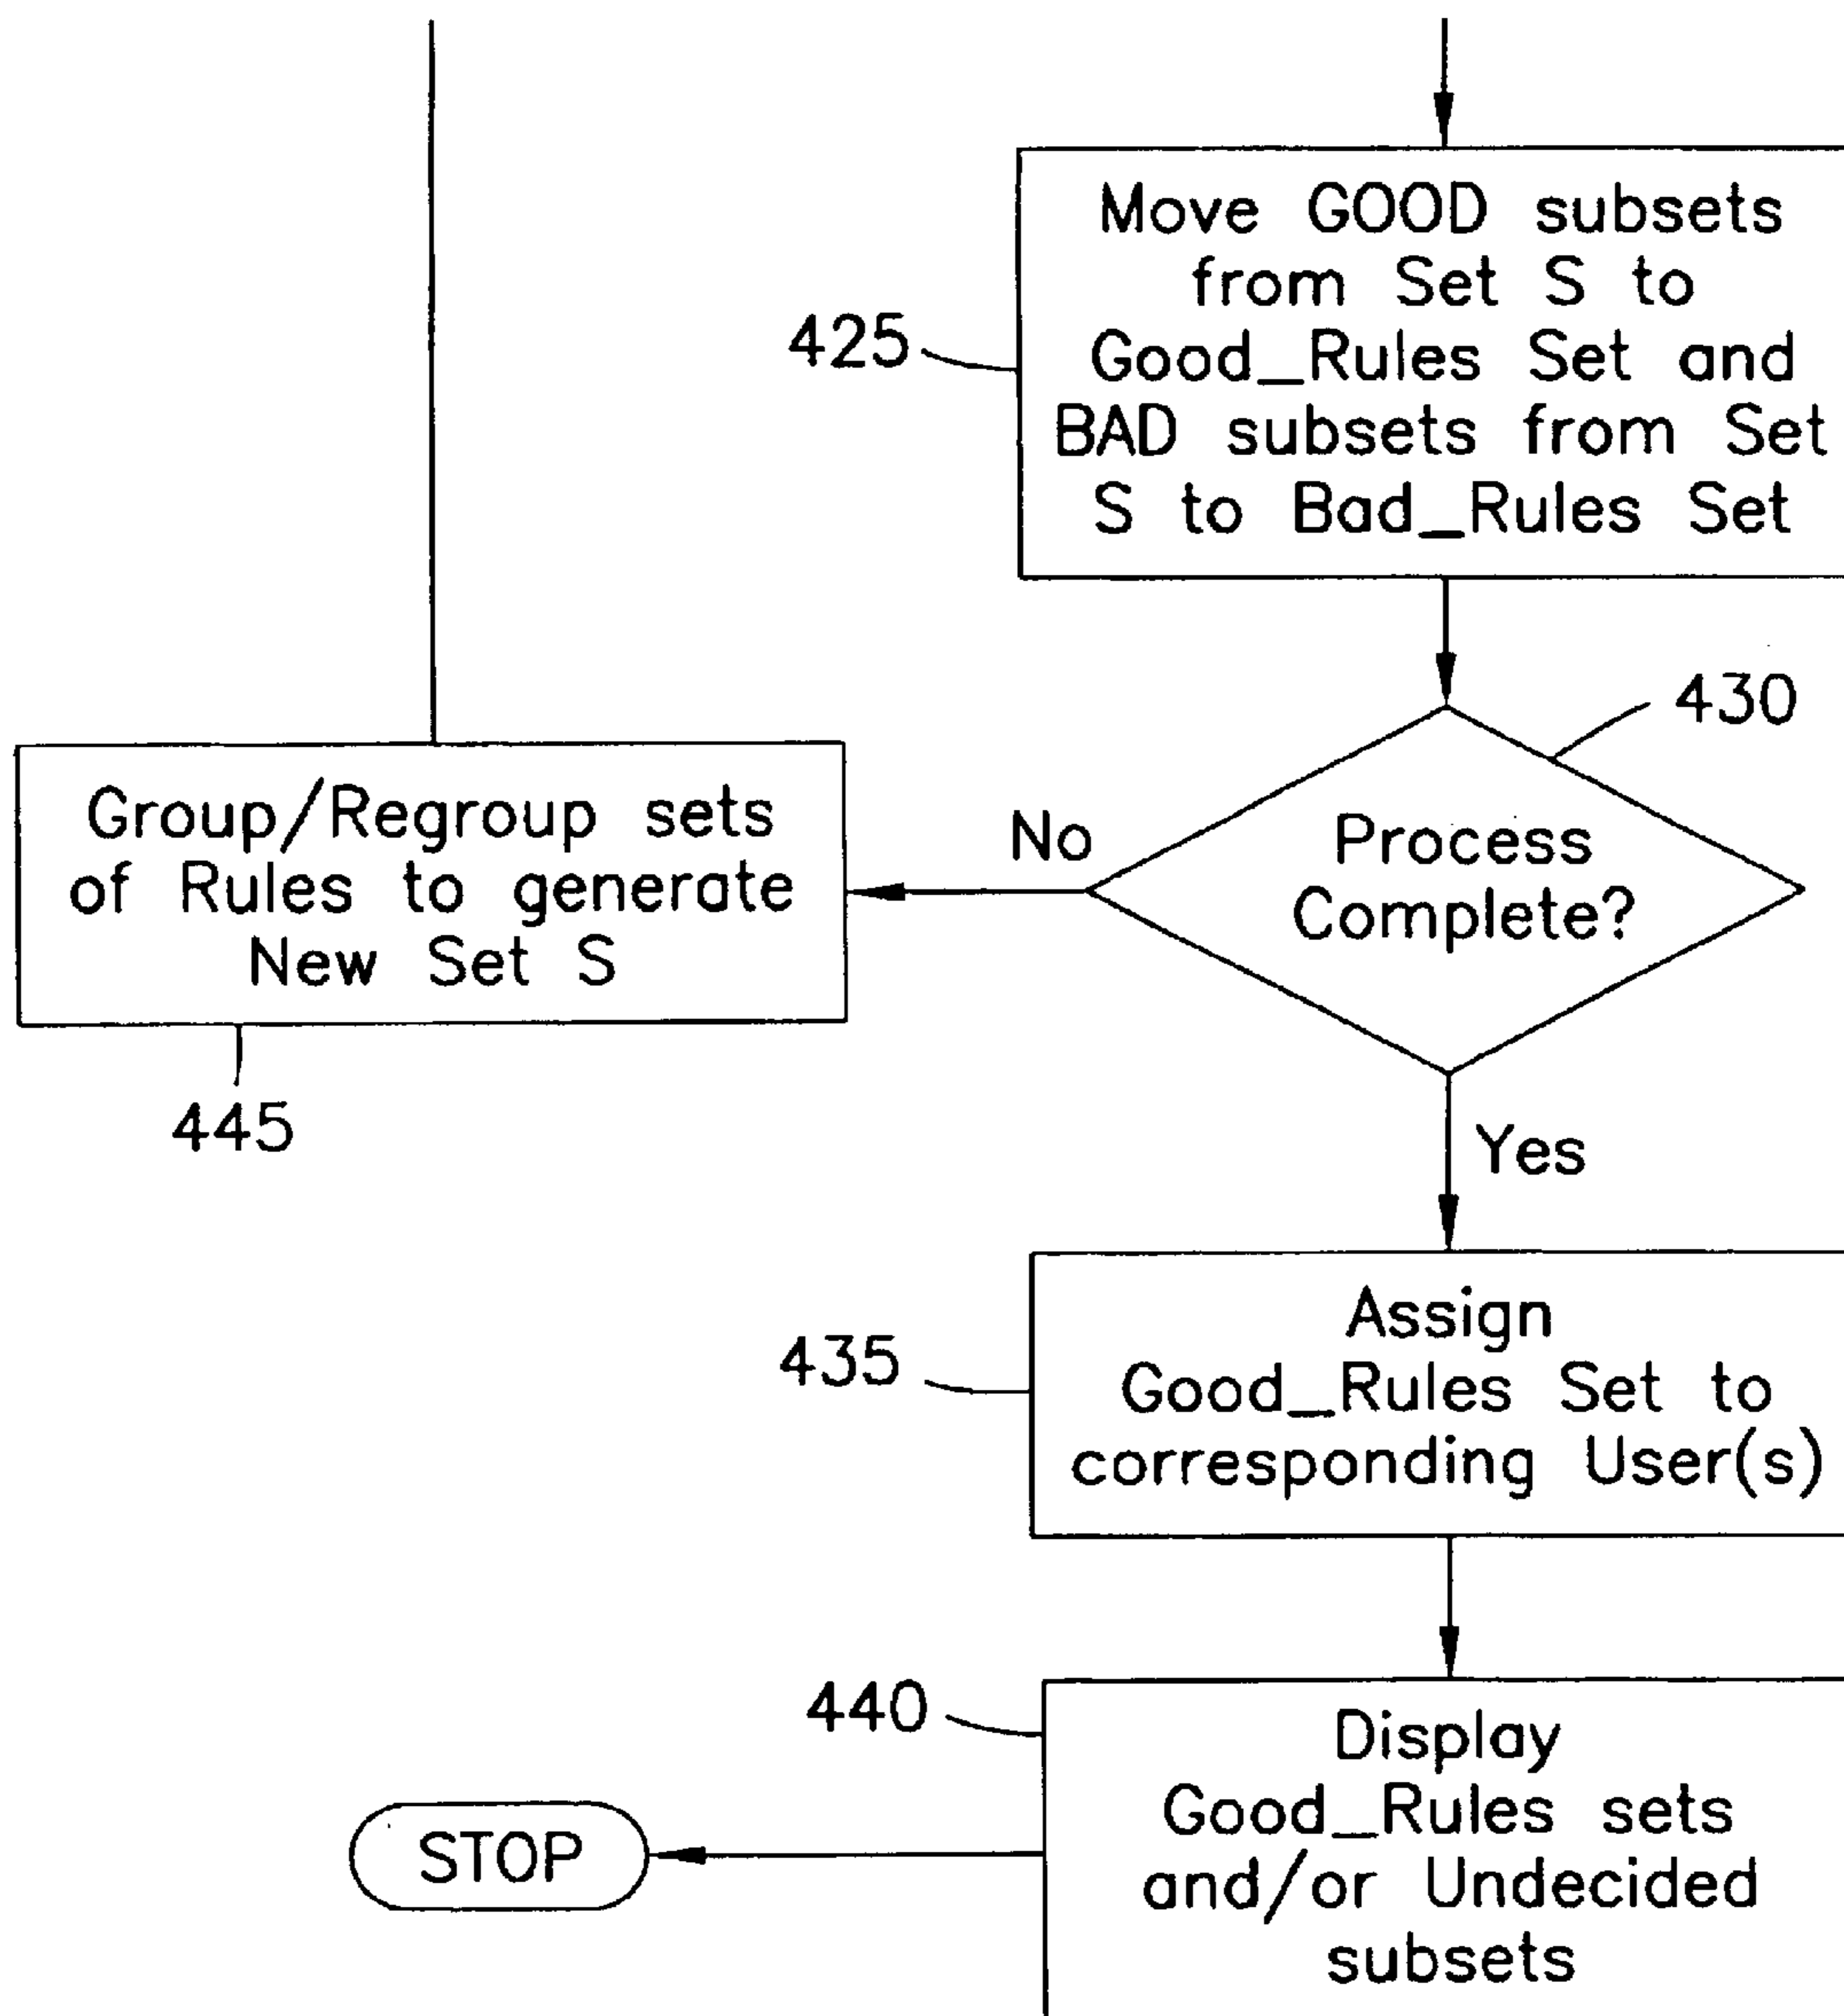 Move GOOD subsets
from Set S to
Good_Rules Set and
BAD subsets from Set
S to Bad_Rules Set
425
430
Process
Complete?
No
Group/Regroup sets
of Rules to generate
New Set S
445
Yes
Assign
Good_Rules Set to
corresponding User(s)
435
440
Display
Good_Rules sets
and/or Undecided
subsets
STOP